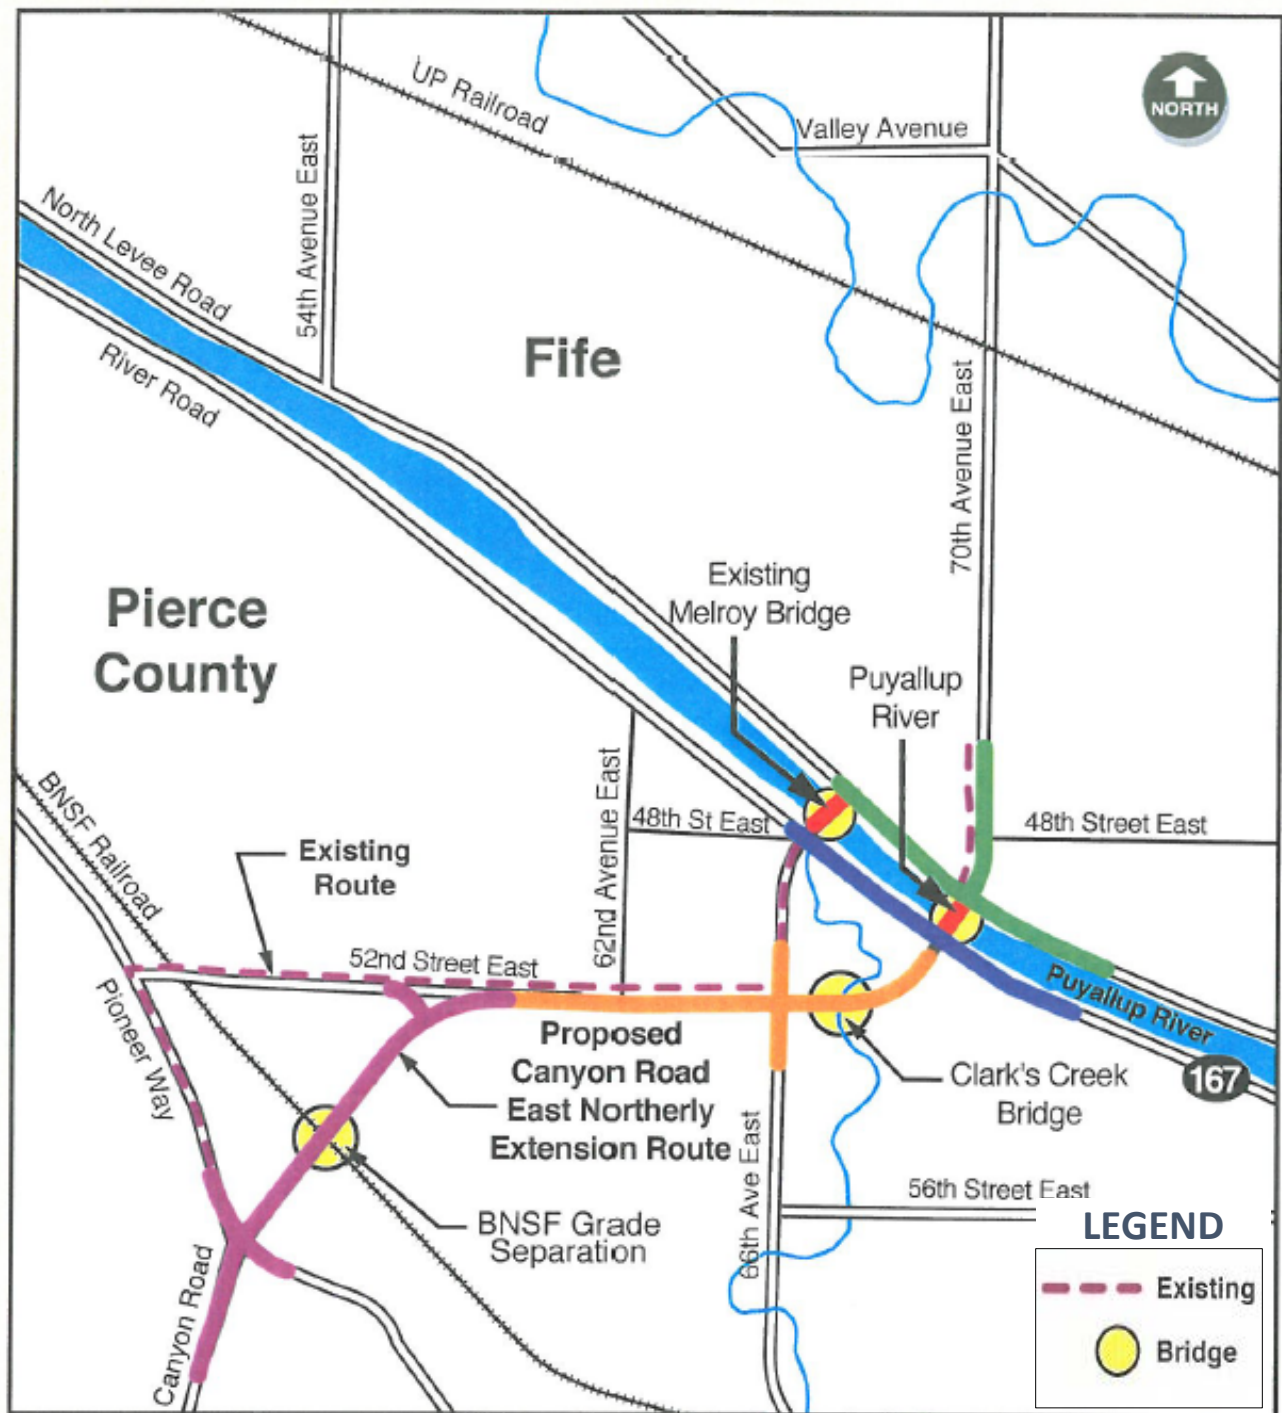 UP Railroad
NORTH
Valley Avenue
54th Avenue East
North Levee Road
River Road
Fife
70th Avenue East
Pierce
County
Existing
Melroy Bridge
Puyallup
River
BNSF Railroad
62nd Avenue East
48th St East
48th Street East
Existing
Route
52nd Street East
Pioneer Way
Puyallup River
167
Proposed
Canyon Road
East Northerly
Extension Route
Clark's Creek
Bridge
66th Ave East
56th Street East
BNSF Grade
Separation
Canyon Road
LEGEND
Existing
Bridge